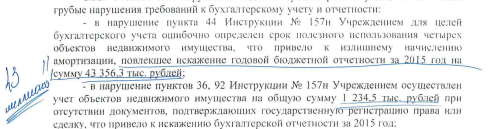 грубые нарушения требований к бухгалтерскому учету и отчетности:
- в нарушение пункта 44 Инструкции № 157н Учреждением для целей
бухгалтерского учета ошибочно определен срок полезного использования четырех
объектов недвижимого имущества, что привело к излишнему начислению
амортизации, повлекшее искажение годовой бюджетной отчетности за 2015 год на
сумму 43 356,3 тыс. рублей;
- в нарушение пунктов 36, 92 Инструкции № 157н Учреждением осуществлен
учет объектов недвижимого имущества на общую сумму 1 234,5 тыс. рублей при
отсутствии документов, подтверждающих государственную регистрацию права или
сделку, что привело к искажению бухгалтерской отчетности за 2015 год;